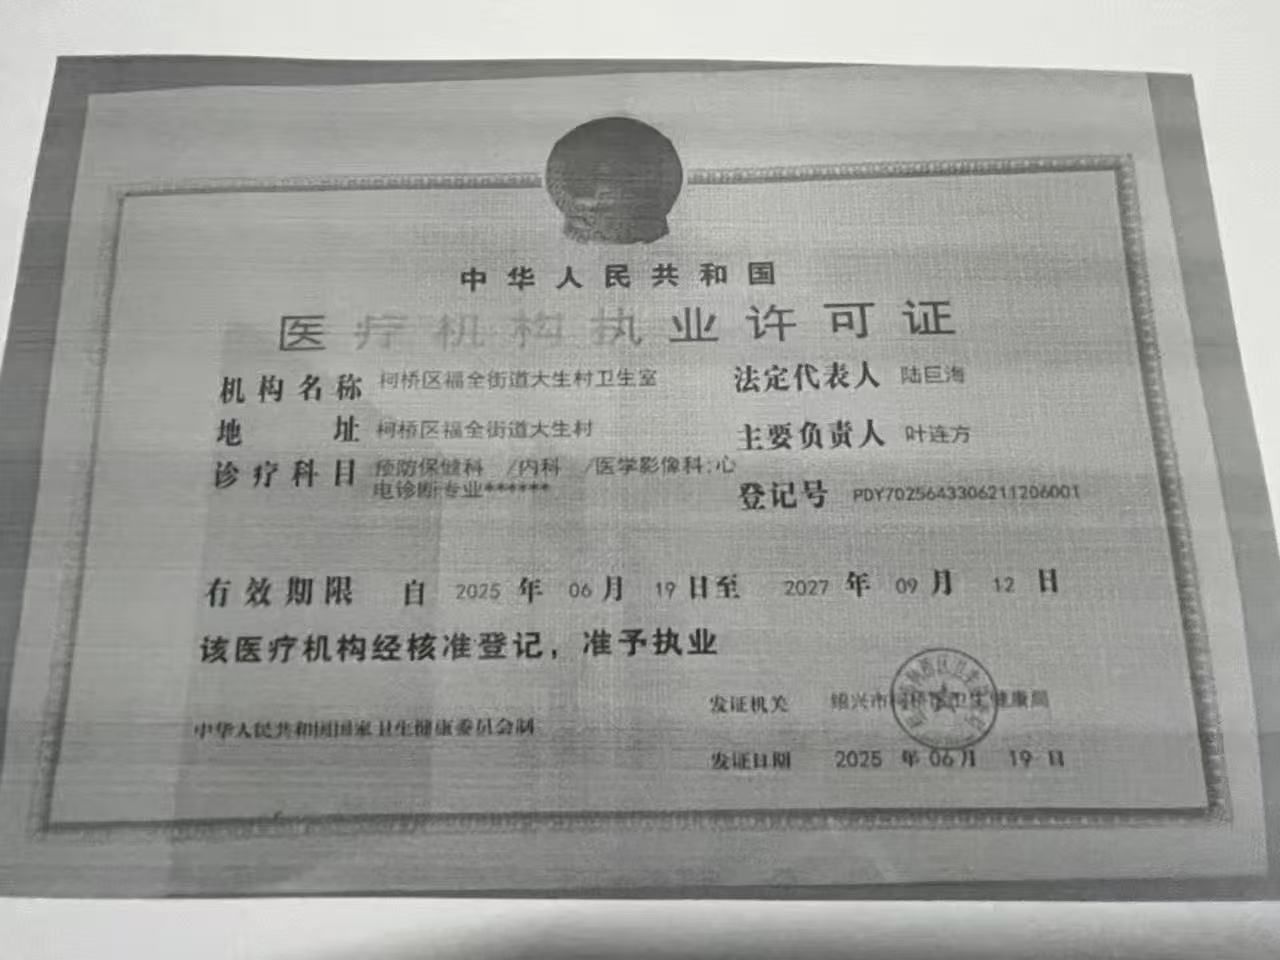 中华人民共和国
医疗机构执业许可证
机构名称 柯桥区福全街道大生村卫生室
法定代表人 陆巨海
地址 柯桥区福全街道大生村
主要负责人 叶连方
诊疗科目 预防保健科 /内科 /医学影像科;心
电诊断专业******
登记号 PDY70256433062112​06001
有效期限 自 2025 年 06 月 19 日至 2027 年 09 月 12 日
该医疗机构经核准登记，准予执业
发证机关 绍兴市柯桥区卫生健康局
中华人民共和国国家卫生健康委员会制
发证日期 2025 年 06 月 19 日